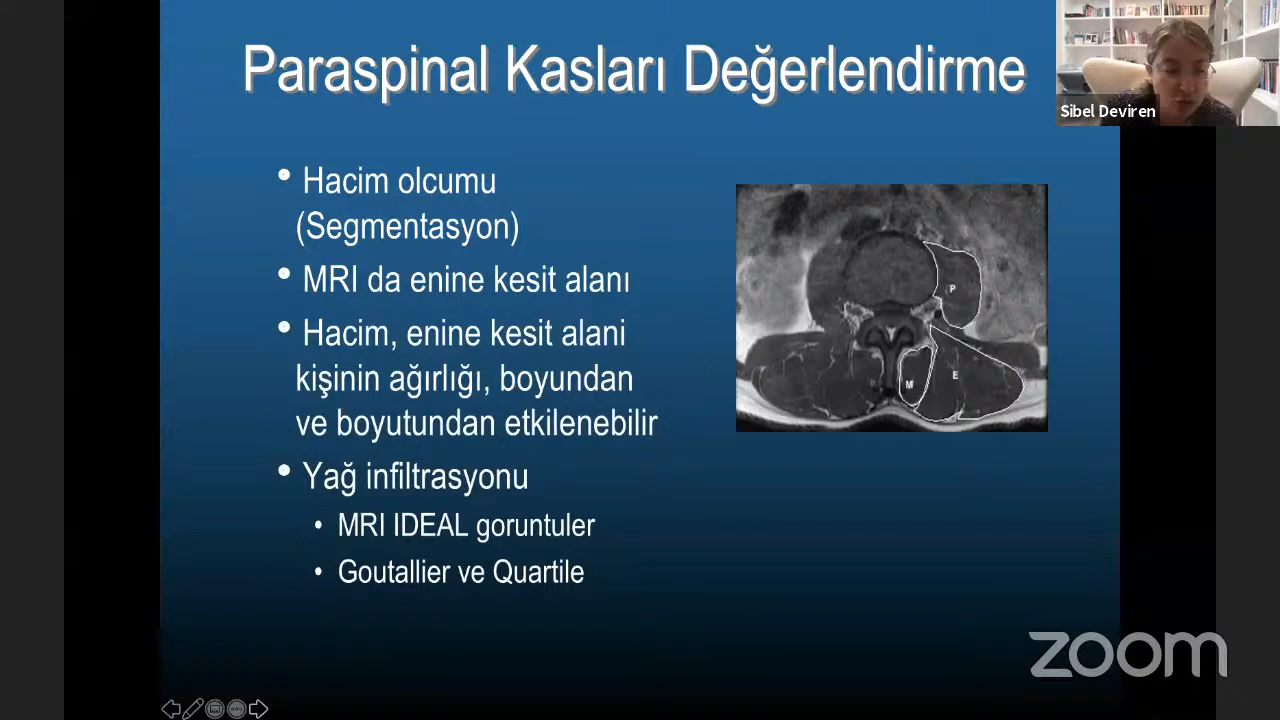 Paraspinal Kasları Değerlendirme
Sibel Deviren
• Hacim olcumu
(Segmentasyon)
• MRI da enine kesit alanı
• Hacim, enine kesit alani
kişinin ağırlığı, boyundan
ve boyutundan etkilenebilir
• Yağ infiltrasyonu
• MRI IDEAL goruntuler
• Goutallier ve Quartile
P
M
E
zoom